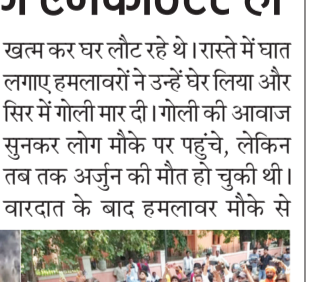 खत्म कर घर लौट रहे थे। रास्ते में घात
लगाए हमलावरों ने उन्हें घेर लिया और
सिर में गोली मार दी। गोली की आवाज
सुनकर लोग मौके पर पहुंचे, लेकिन
तब तक अर्जुन की मौत हो चुकी थी।
वारदात के बाद हमलावर मौके से